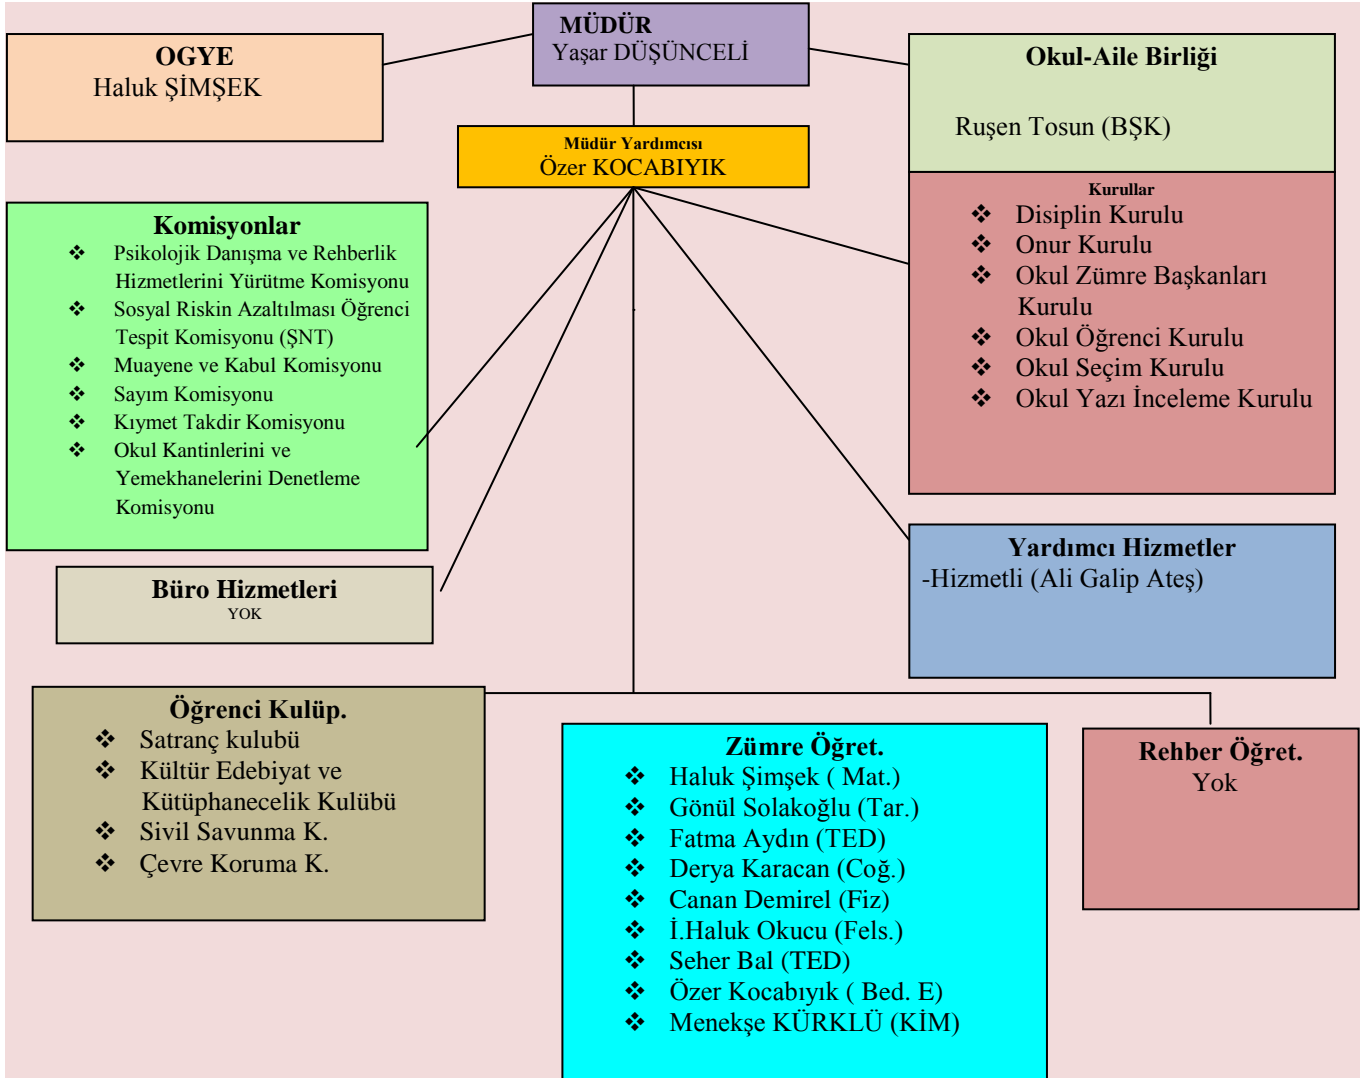 MÜDÜR
Yaşar DÜŞÜNCELİ
OGYE
Haluk ŞİMŞEK
Okul-Aile Birliği
Ruşen Tosun (BŞK)
Müdür Yardımcısı
Özer KOCABIYIK
Kurullar
❖ Disiplin Kurulu
❖ Onur Kurulu
❖ Okul Zümre Başkanları
Kurulu
❖ Okul Öğrenci Kurulu
❖ Okul Seçim Kurulu
❖ Okul Yazı İnceleme Kurulu
Komisyonlar
❖ Psikolojik Danışma ve Rehberlik
Hizmetlerini Yürütme Komisyonu
❖ Sosyal Riskin Azaltılması Öğrenci
Tespit Komisyonu (ŞNT)
❖ Muayene ve Kabul Komisyonu
❖ Sayım Komisyonu
❖ Kıymet Takdir Komisyonu
❖ Okul Kantinlerini ve
Yemekhanelerini Denetleme
Komisyonu
Yardımcı Hizmetler
-Hizmetli (Ali Galip Ateş)
Büro Hizmetleri
YOK
Öğrenci Kulüp.
❖ Satranç kulubü
❖ Kültür Edebiyat ve
Kütüphanecelik Kulübü
❖ Sivil Savunma K.
❖ Çevre Koruma K.
Zümre Öğret.
❖ Haluk Şimşek ( Mat.)
❖ Gönül Solakoğlu (Tar.)
❖ Fatma Aydın (TED)
❖ Derya Karacan (Coğ.)
❖ Canan Demirel (Fiz)
❖ İ.Haluk Okucu (Fels.)
❖ Seher Bal (TED)
❖ Özer Kocabıyık ( Bed. E)
❖ Menekşe KÜRKLÜ (KİM)
Rehber Öğret.
Yok